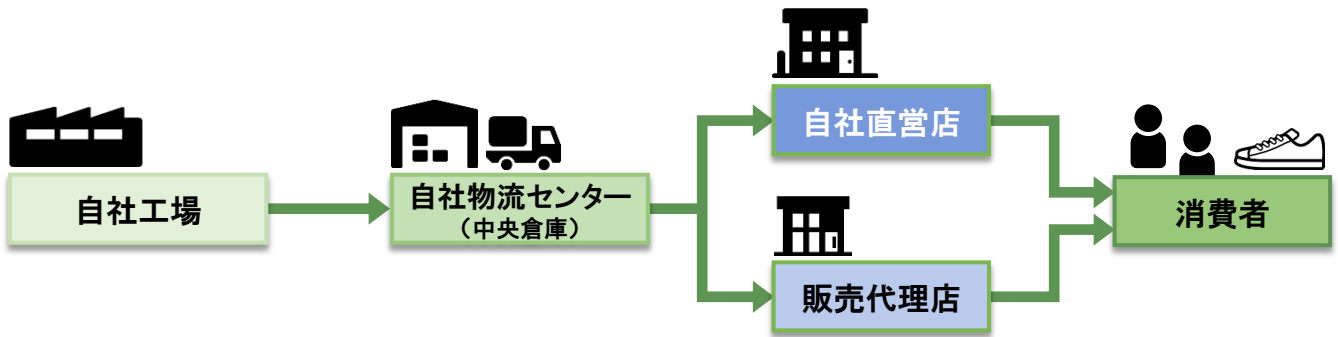 自社工場
自社物流センター
（中央倉庫）
自社直営店
販売代理店
消費者